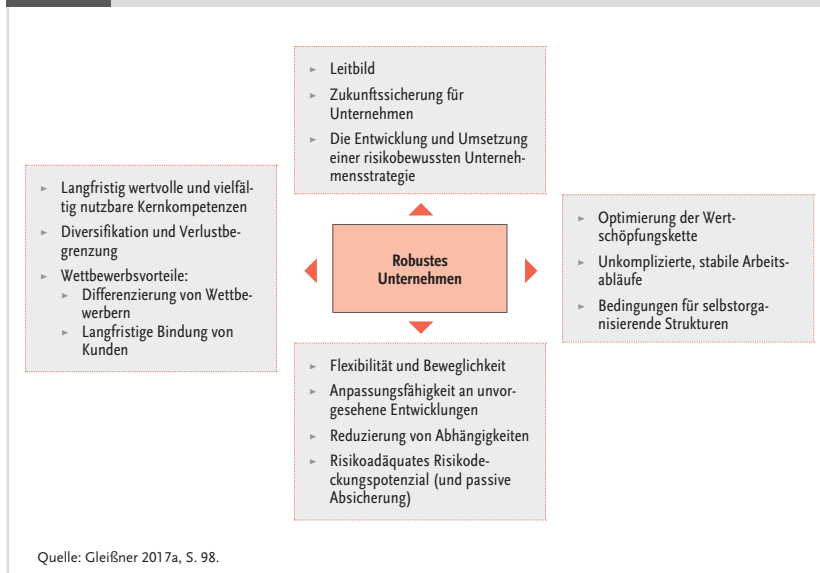 ► Leitbild
► Zukunftssicherung für
Unternehmen
► Die Entwicklung und Umsetzung
einer risikobewussten Unterneh-
mensstrategie
► Langfristig wertvolle und vielfäl-
tig nutzbare Kernkompetenzen
► Diversifikation und Verlustbe-
grenzung
► Wettbewerbsvorteile:
► Differenzierung von Wettbe-
werbern
► Langfristige Bindung von
Kunden
Robustes
Unternehmen
► Optimierung der Wert-
schöpfungskette
► Unkomplizierte, stabile Arbeits-
abläufe
► Bedingungen für selbstorga-
nisierende Strukturen
► Flexibilität und Beweglichkeit
► Anpassungsfähigkeit an unvor-
gesehene Entwicklungen
► Reduzierung von Abhängigkeiten
► Risikoadäquates Risikode-
ckungspotenzial (und passive
Absicherung)
Quelle: Gleißner 2017a, S. 98.